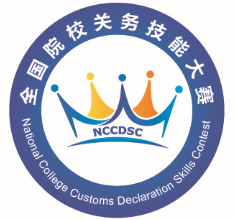 全国院校关务技能大赛
NCCDSC
National College Customs Declaration Skills Contest